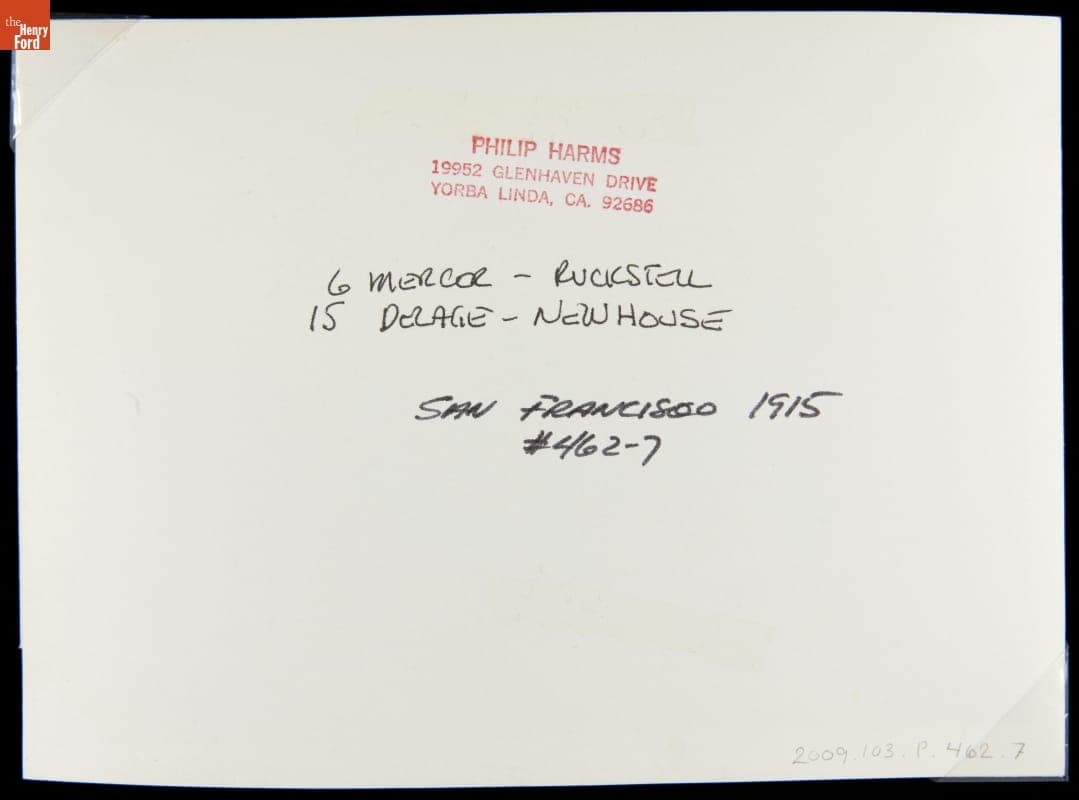 the
Henry
Ford
PHILIP HARMS
19952 GLENHAVEN DRIVE
YORBA LINDA, CA. 92686
6 MERCOR - RUCKSTELL
15 DELAGE - NEWHOUSE
SAN FRANCISCO 1915
#462-7
2009.103.P.462.7